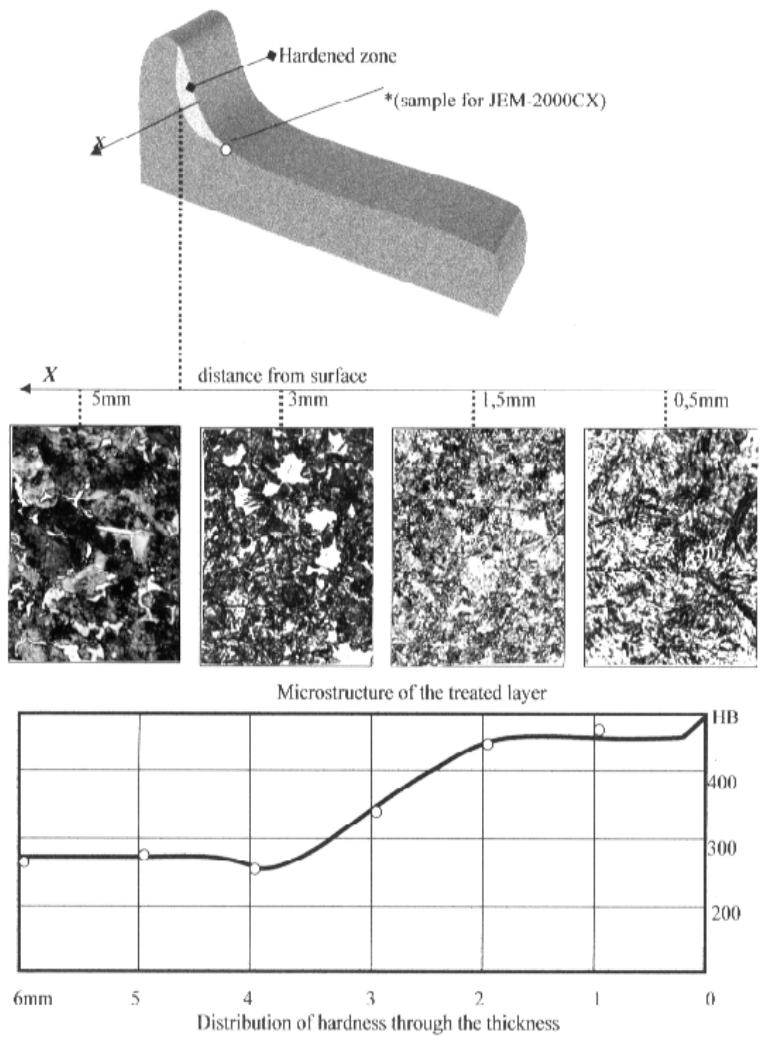 Hardened zone
*(sample for JEM-2000CX)
X
X
distance from surface
5mm
3mm
1,5mm
0,5mm
Microstructure of the treated layer
HB
400
300
200
6mm
5
4
3
2
1
0
Distribution of hardness through the thickness